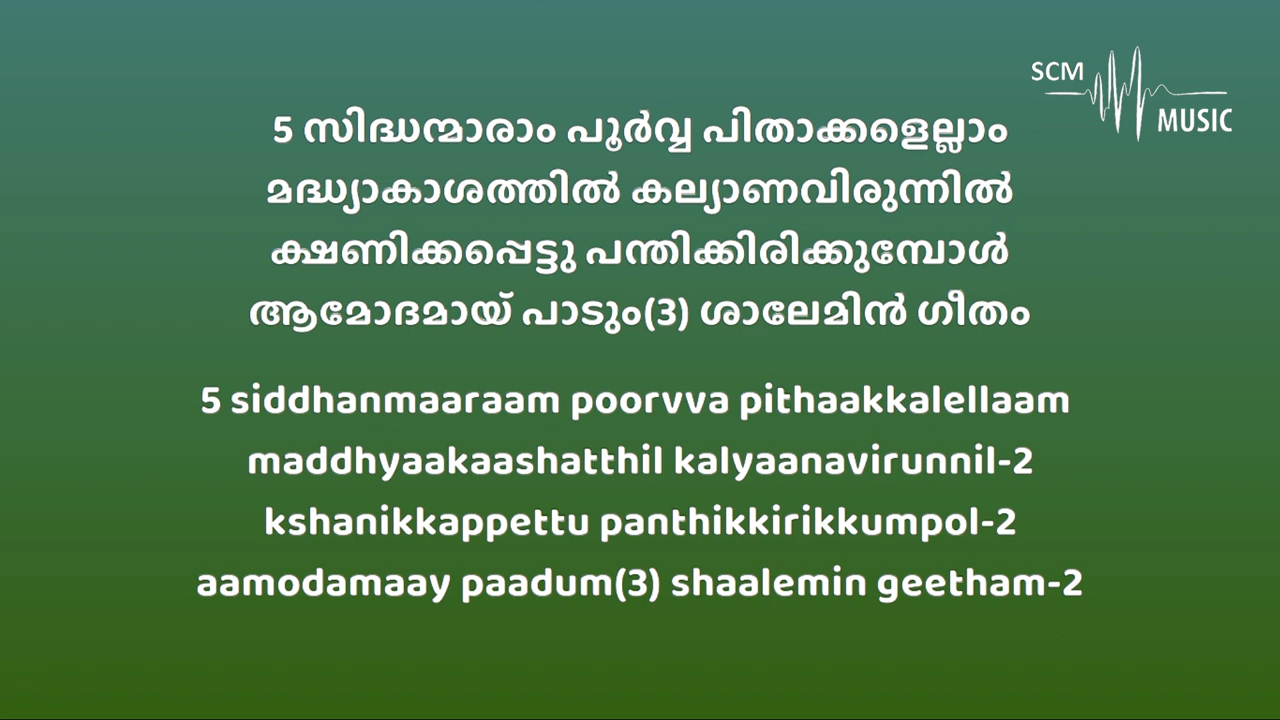 SCM
MUSIC
5 സിദ്ധന്മാരാം പൂർവ്വ പിതാക്കളെല്ലാം
മദ്ധ്യാകാശത്തിൽ കല്യാണവിരുന്നിൽ
ക്ഷണിക്കപ്പെട്ടു പന്തിക്കിരിക്കുമ്പോൾ
ആമോദമായ് പാടും(3) ശാലേമിൻ ഗീതം
5 siddhanmaaraam poorvva pithaakkalellaam
maddhyaakaashatthil kalyaanavirunnil-2
kshanikkappettu panthikkirikkumpol-2
aamodamaay paadum(3) shaalemin geetham-2